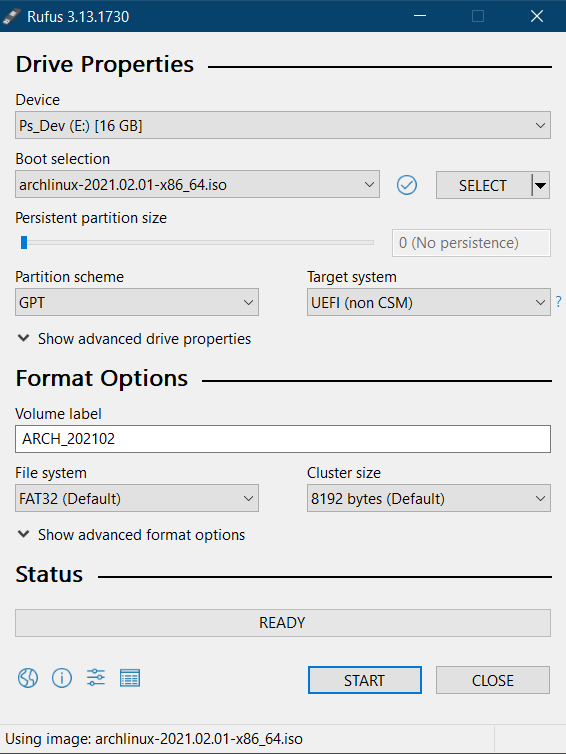 Rufus 3.13.1730
Drive Properties
Device
Ps_Dev (E:) [16 GB]
Boot selection
archlinux-2021.02.01-x86_64.iso
SELECT
Persistent partition size
0 (No persistence)
Partition scheme
Target system
GPT
UEFI (non CSM)
?
Show advanced drive properties
Format Options
Volume label
ARCH_202102
File system
Cluster size
FAT32 (Default)
8192 bytes (Default)
Show advanced format options
Status
READY
START
CLOSE
Using image: archlinux-2021.02.01-x86_64.iso